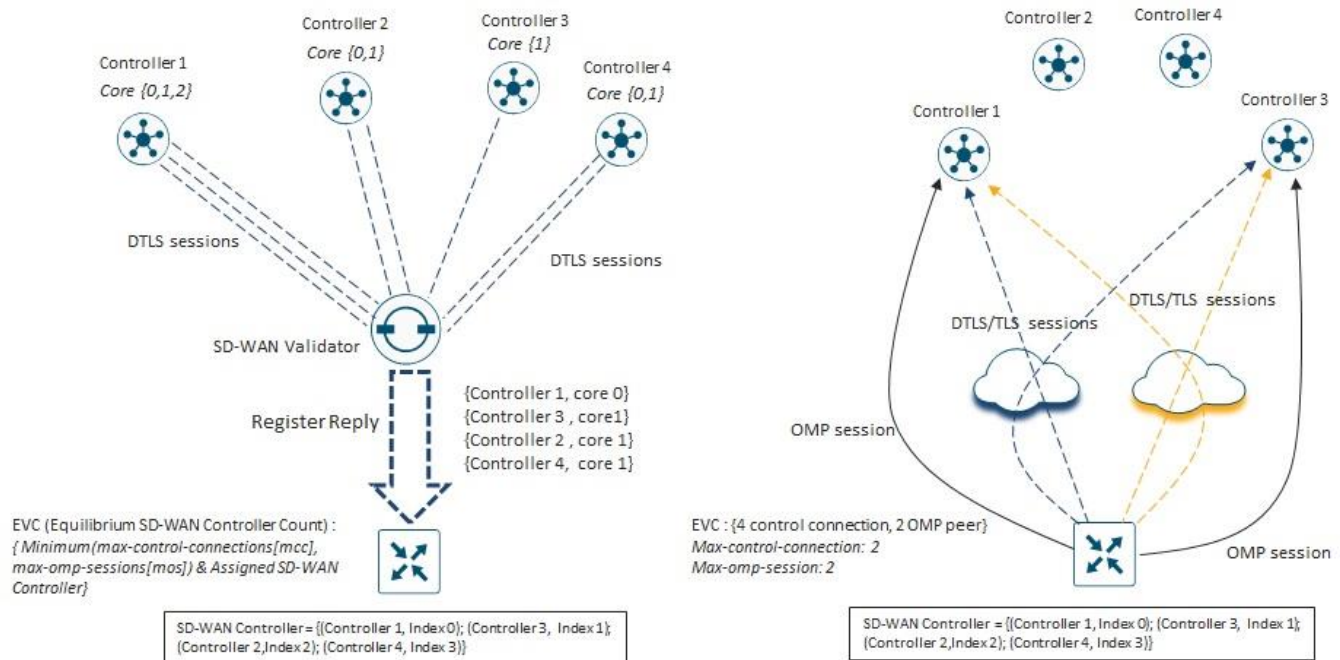 Controller 1
Core {0,1,2}
Controller 2
Core {0,1}
Controller 3
Core {1}
Controller 4
Core {0,1}
DTLS sessions
DTLS sessions
SD-WAN Validator
Register Reply
{Controller 1, core 0}
{Controller 3 , core1}
{Controller 2 , core 1}
{Controller 4, core 1}
EVC (Equilibrium SD-WAN Controller Count) :
{ Minimum(max-control-connections[mcc],
max-omp-sessions[mos]) & Assigned SD-WAN
Controller}
SD-WAN Controller = {(Controller 1, Index 0); (Controller 3, Index 1);
(Controller 2,Index 2); (Controller 4, Index 3)}
Controller 2
Controller 4
Controller 1
Controller 3
DTLS/TLS sessions
DTLS/TLS sessions
OMP session
OMP session
EVC : {4 control connection, 2 OMP peer}
Max-control-connection: 2
Max-omp-session: 2
SD-WAN Controller = {(Controller 1, Index 0); (Controller 3, Index 1);
(Controller 2,Index 2); (Controller 4, Index 3)}